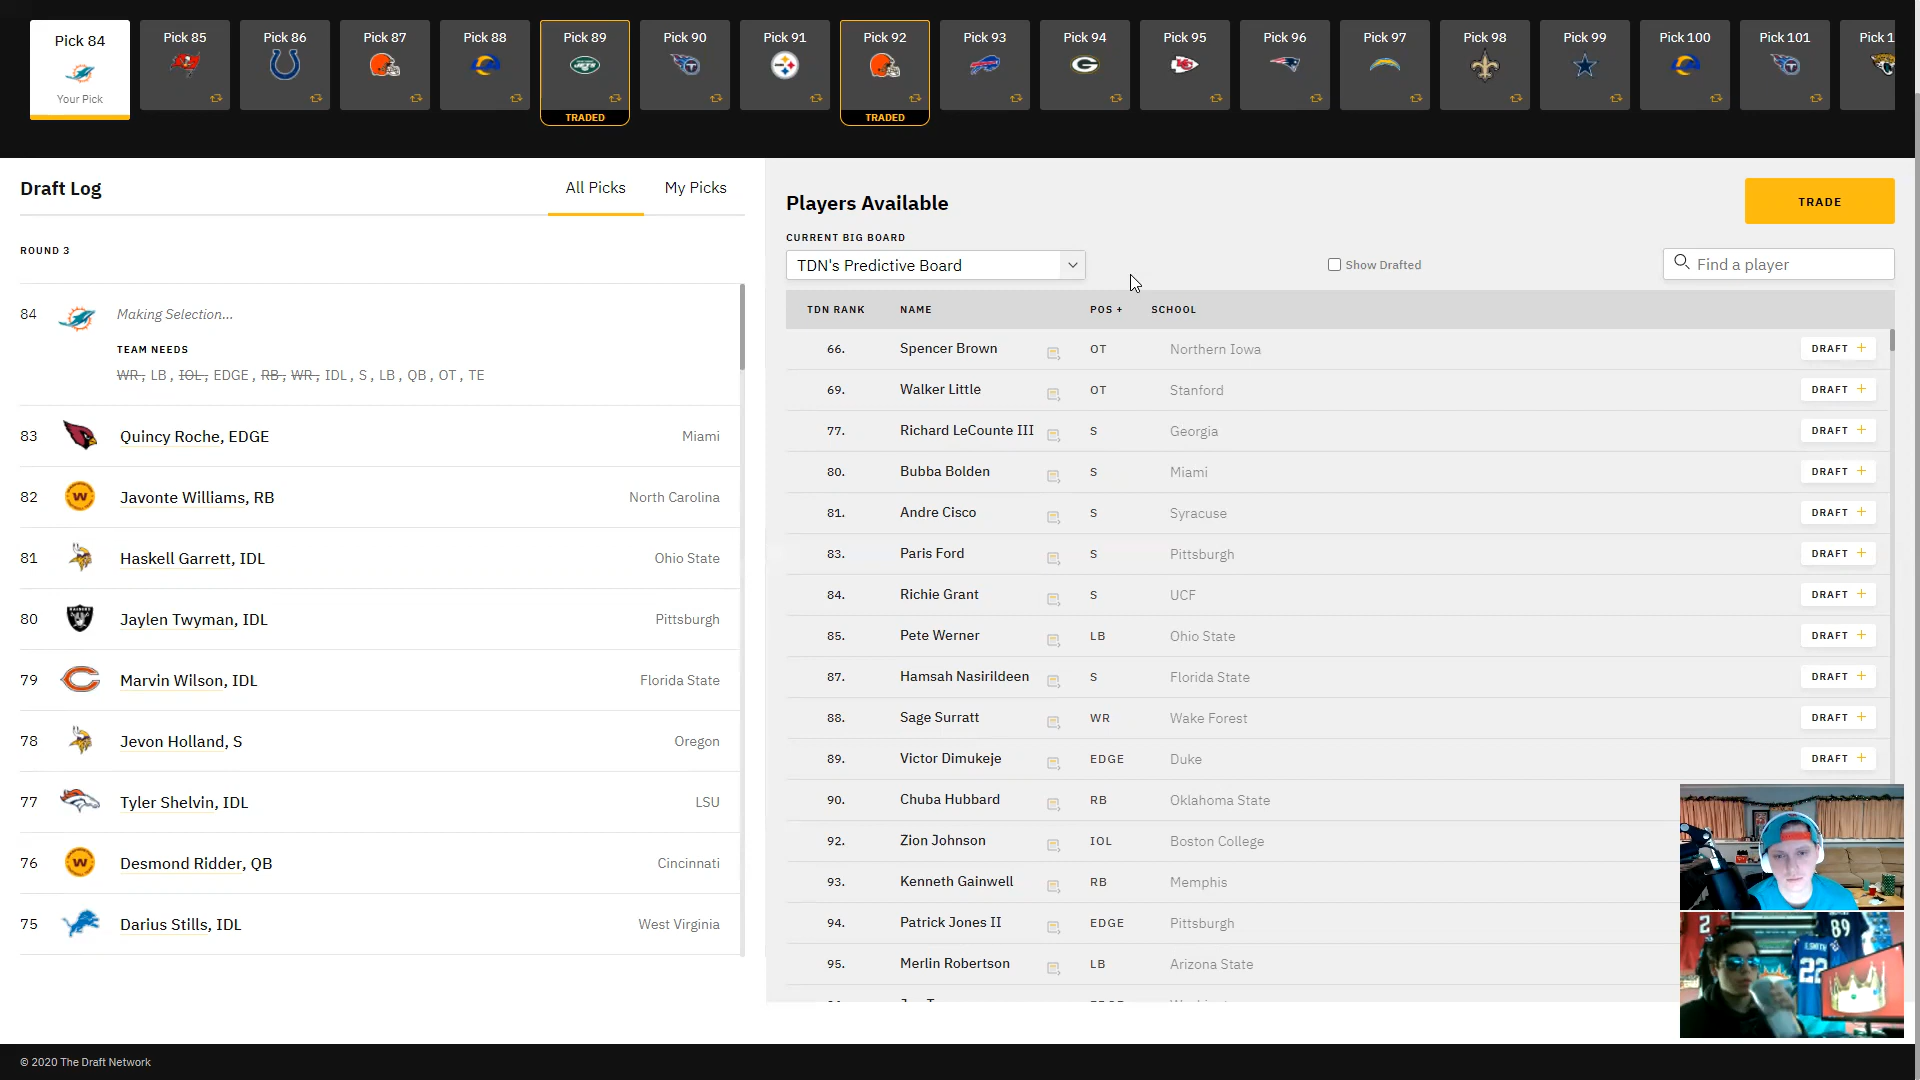 Pick 84
Your Pick
Pick 85
Pick 86
Pick 87
Pick 88
Pick 89
TRADED
Pick 90
Pick 91
Pick 92
TRADED
Pick 93
Pick 94
Pick 95
Pick 96
Pick 97
Pick 98
Pick 99
Pick 100
Pick 101
Pick 1
Draft Log
All Picks
My Picks
ROUND 3
84 Making Selection...
TEAM NEEDS
WR , LB , IOL , EDGE , RB , WR , IDL , S , LB , QB , OT , TE
83 Quincy Roche, EDGE Miami
82 Javonte Williams, RB North Carolina
81 Haskell Garrett, IDL Ohio State
80 Jaylen Twyman, IDL Pittsburgh
79 Marvin Wilson, IDL Florida State
78 Jevon Holland, S Oregon
77 Tyler Shelvin, IDL LSU
76 Desmond Ridder, QB Cincinnati
75 Darius Stills, IDL West Virginia
Players Available
TRADE
CURRENT BIG BOARD
TDN's Predictive Board
Show Drafted
Find a player
TDN RANK NAME POS + SCHOOL
66. Spencer Brown OT Northern Iowa DRAFT +
69. Walker Little OT Stanford DRAFT +
77. Richard LeCounte III S Georgia DRAFT +
80. Bubba Bolden S Miami DRAFT +
81. Andre Cisco S Syracuse DRAFT +
83. Paris Ford S Pittsburgh DRAFT +
84. Richie Grant S UCF DRAFT +
85. Pete Werner LB Ohio State DRAFT +
87. Hamsah Nasirildeen S Florida State DRAFT +
88. Sage Surratt WR Wake Forest DRAFT +
89. Victor Dimukeje EDGE Duke DRAFT +
90. Chuba Hubbard RB Oklahoma State
92. Zion Johnson IOL Boston College
93. Kenneth Gainwell RB Memphis
94. Patrick Jones II EDGE Pittsburgh
95. Merlin Robertson LB Arizona State
2
89
22
© 2020 The Draft Network